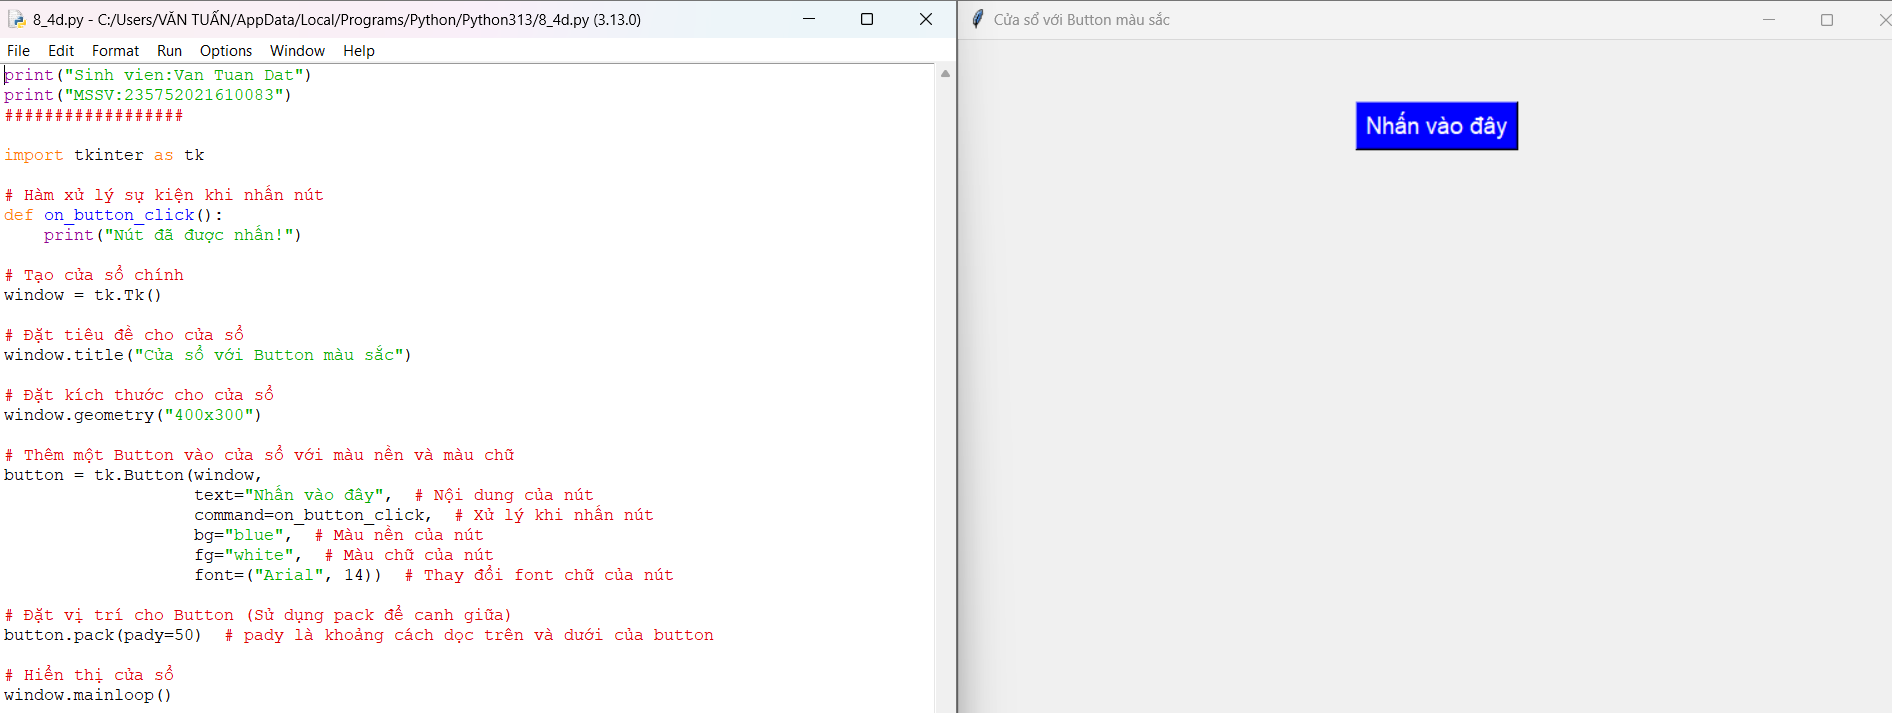 8_4d.py - C:/Users/VĂN TUẤN/AppData/Local/Programs/Python/Python313/8_4d.py (3.13.0)
File Edit Format Run Options Window Help
print("Sinh vien:Van Tuan Dat")
print("MSSV:235752021610083")
##################
import tkinter as tk
# Hàm xử lý sự kiện khi nhấn nút
def on_button_click():
    print("Nút đã được nhấn!")
# Tạo cửa sổ chính
window = tk.Tk()
# Đặt tiêu đề cho cửa sổ
window.title("Cửa sổ với Button màu sắc")
# Đặt kích thước cho cửa sổ
window.geometry("400x300")
# Thêm một Button vào cửa sổ với màu nền và màu chữ
button = tk.Button(window,
                   text="Nhấn vào đây",  # Nội dung của nút
                   command=on_button_click,  # Xử lý khi nhấn nút
                   bg="blue",  # Màu nền của nút
                   fg="white",  # Màu chữ của nút
                   font=("Arial", 14))  # Thay đổi font chữ của nút
# Đặt vị trí cho Button (Sử dụng pack để canh giữa)
button.pack(pady=50)  # pady là khoảng cách dọc trên và dưới của button
# Hiển thị cửa sổ
window.mainloop()
Cửa sổ với Button màu sắc
Nhấn vào đây